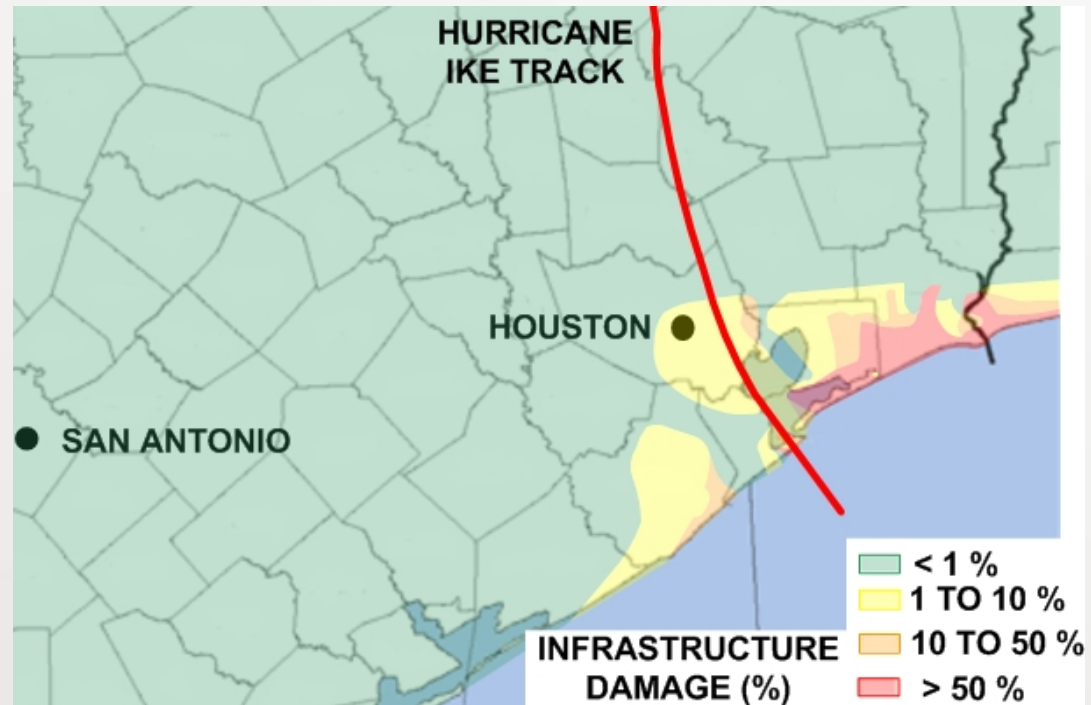 HURRICANE
IKE TRACK
HOUSTON
SAN ANTONIO
INFRASTRUCTURE
DAMAGE (%)
< 1 %
1 TO 10 %
10 TO 50 %
> 50 %